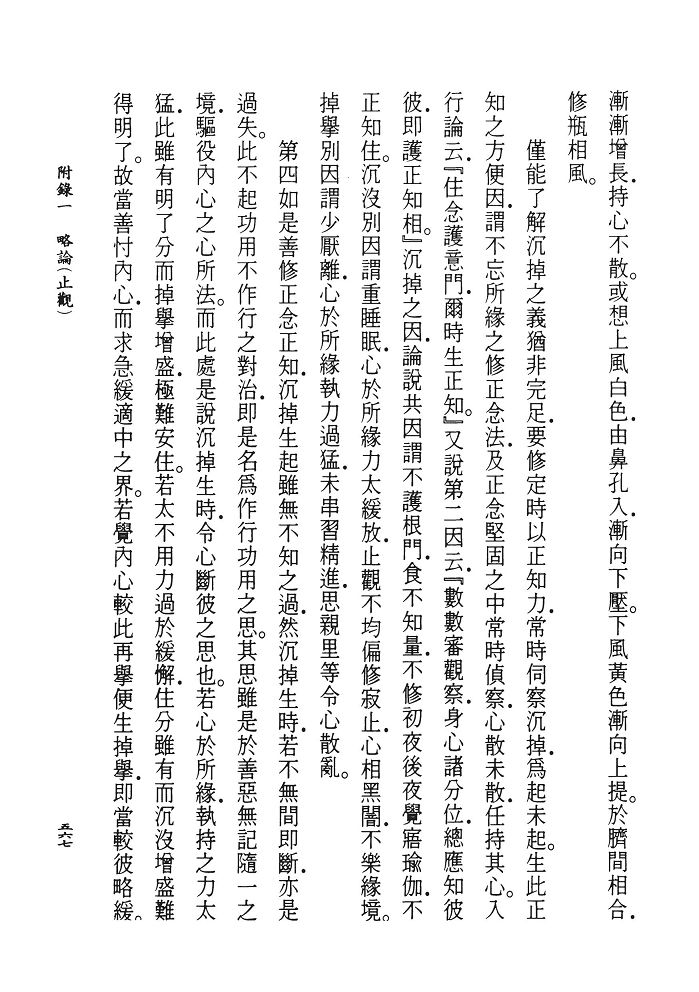 漸漸增長．持心不散。或想上風白色．由鼻孔入．漸向下壓。下風黃色漸向上提。於臍間相合．
修瓶相風。
僅能了解沉掉之義猶非完足．要修定時以正知力．常時伺察沉掉．爲起未起。生此正
知之方便因．謂不忘所緣之修正念法．及正念堅固之中常時偵察．心散未散．任持其心。入
行論云．『住念護意門．爾時生正知。』又說第二因云．『數數審觀察．身心諸分位．總應知彼
彼．即護正知相。』沉掉之因．論說共因謂不護根門．食不知量．不修初夜後夜覺寤瑜伽．不
正知住。沉沒別因謂重睡眠．心於所緣力太緩放．止觀不均偏修寂止．心相黑闇．不樂緣境。
掉舉別因謂少厭離．心於所緣執力過猛．未串習精進．思親里等令心散亂。
第四如是善修正念正知．沉掉生起雖無不知之過．然沉掉生時．若不無間即斷．亦是
過失。此不起功用不作行之對治．即是名爲作行功用之思。其思雖是於善惡無記隨一之
境．驅役內心之心所法。而此處是說沉掉生時．令心斷彼之思也。若心於所緣．執持之力太
猛．此雖有明了分而掉舉增盛．極難安住。若太不用力過於緩懈．住分雖有而沉沒增盛難
得明了。故當善忖內心．而求急緩適中之界。若覺內心較此再舉便生掉舉．即當較彼略緩。
附錄一　略論（止觀）
五六七